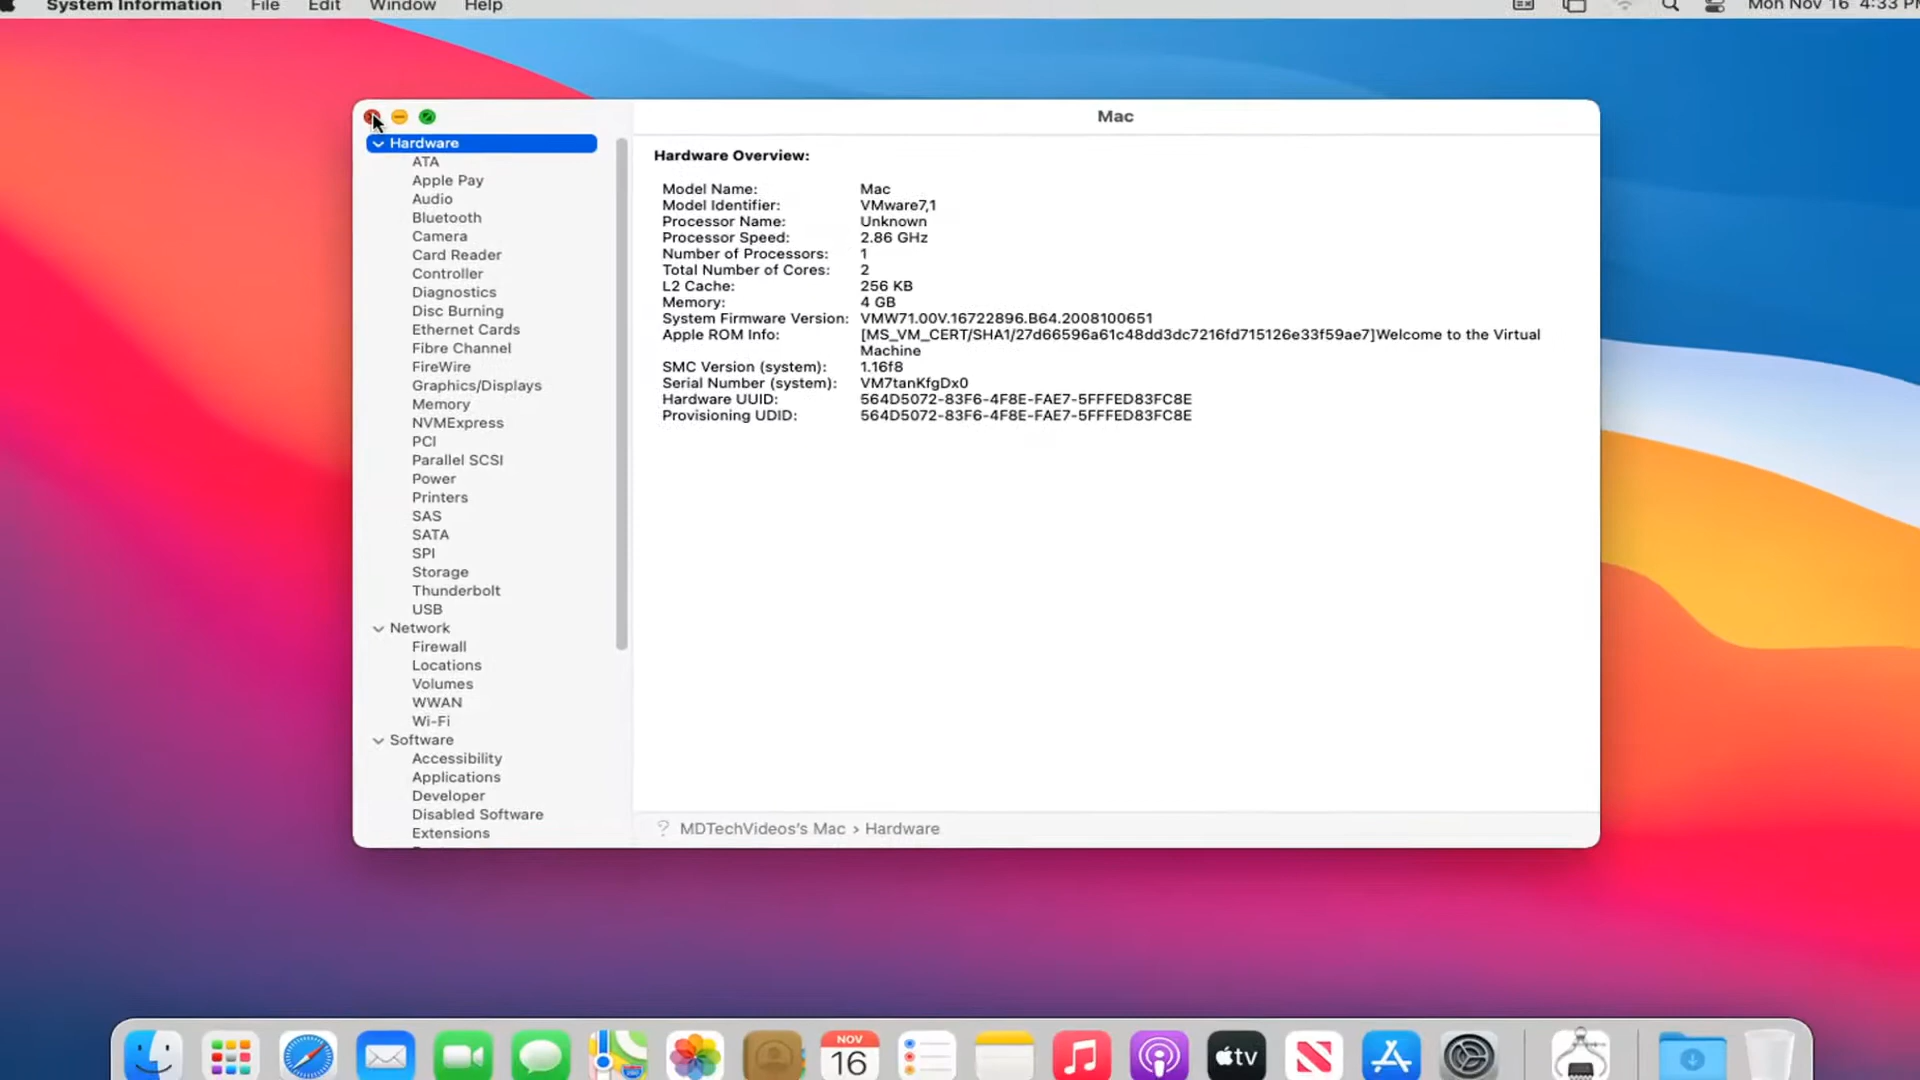 System Information File Edit Window Help Mon Nov 16 4:33 PM
Mac
Hardware
ATA
Apple Pay
Audio
Bluetooth
Camera
Card Reader
Controller
Diagnostics
Disc Burning
Ethernet Cards
Fibre Channel
FireWire
Graphics/Displays
Memory
NVMExpress
PCI
Parallel SCSI
Power
Printers
SAS
SATA
SPI
Storage
Thunderbolt
USB
Network
Firewall
Locations
Volumes
WWAN
Wi-Fi
Software
Accessibility
Applications
Developer
Disabled Software
Extensions
Hardware Overview:
Model Name: Mac
Model Identifier: VMware7,1
Processor Name: Unknown
Processor Speed: 2.86 GHz
Number of Processors: 1
Total Number of Cores: 2
L2 Cache: 256 KB
Memory: 4 GB
System Firmware Version: VMW71.00V.16722896.B64.2008100651
Apple ROM Info: [MS_VM_CERT/SHA1/27d66596a61c48dd3dc7216fd715126e33f59ae7]Welcome to the Virtual
Machine
SMC Version (system): 1.16f8
Serial Number (system): VM7tanKfgDx0
Hardware UUID: 564D5072-83F6-4F8E-FAE7-5FFFED83FC8E
Provisioning UDID: 564D5072-83F6-4F8E-FAE7-5FFFED83FC8E
? MDTechVideos's Mac › Hardware
NOV
16
tv